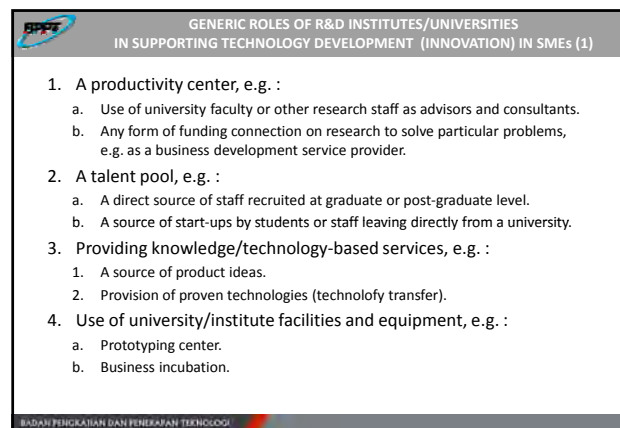 BPPT
GENERIC ROLES OF R&D INSTITUTES/UNIVERSITIES
IN SUPPORTING TECHNOLOGY DEVELOPMENT (INNOVATION) IN SMEs (1)
1. A productivity center, e.g. :
a. Use of university faculty or other research staff as advisors and consultants.
b. Any form of funding connection on research to solve particular problems,
e.g. as a business development service provider.
2. A talent pool, e.g. :
a. A direct source of staff recruited at graduate or post-graduate level.
b. A source of start-ups by students or staff leaving directly from a university.
3. Providing knowledge/technology-based services, e.g. :
1. A source of product ideas.
2. Provision of proven technologies (technolofy transfer).
4. Use of university/institute facilities and equipment, e.g. :
a. Prototyping center.
b. Business incubation.
BADAN PENGKAJIAN DAN PENERAPAN TEKNOLOGI